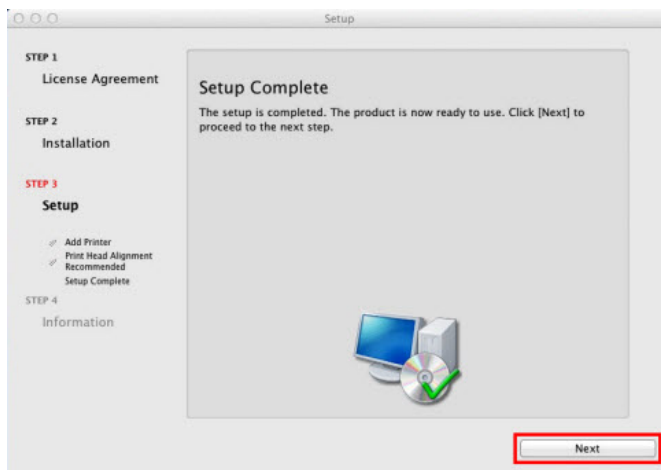 Setup
STEP 1
License Agreement
STEP 2
Installation
STEP 3
Setup
Add Printer
Print Head Alignment
Recommended
Setup Complete
STEP 4
Information
Setup Complete
The setup is completed. The product is now ready to use. Click [Next] to
proceed to the next step.
Next